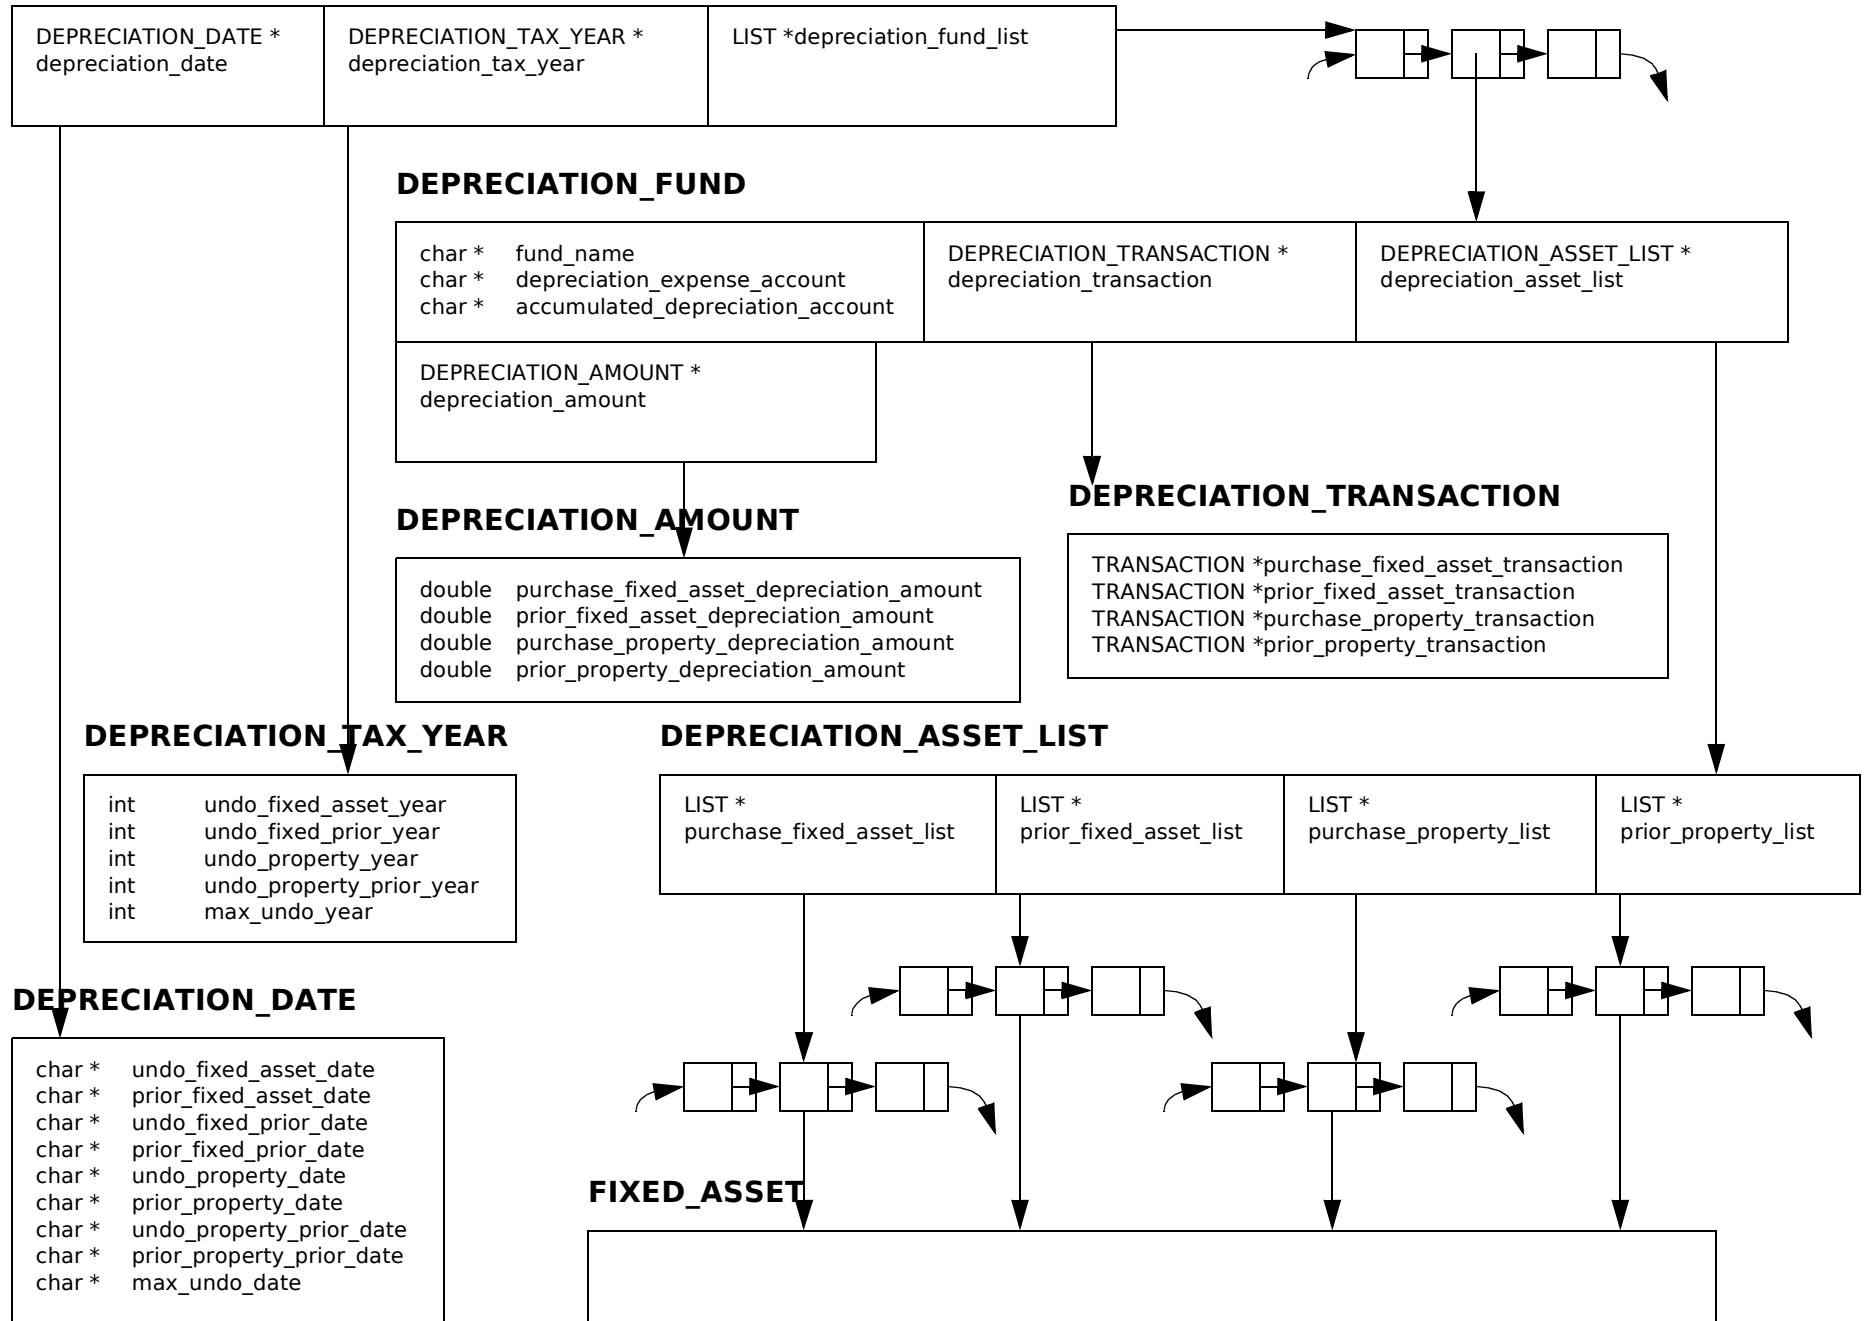 DEPRECIATION_DATE *
depreciation_date
DEPRECIATION_TAX_YEAR *
depreciation_tax_year
LIST *depreciation_fund_list
DEPRECIATION_FUND
char * fund_name
char * depreciation_expense_account
char * accumulated_depreciation_account
DEPRECIATION_TRANSACTION *
depreciation_transaction
DEPRECIATION_ASSET_LIST *
depreciation_asset_list
DEPRECIATION_AMOUNT *
depreciation_amount
DEPRECIATION_AMOUNT
double purchase_fixed_asset_depreciation_amount
double prior_fixed_asset_depreciation_amount
double purchase_property_depreciation_amount
double prior_property_depreciation_amount
DEPRECIATION_TRANSACTION
TRANSACTION *purchase_fixed_asset_transaction
TRANSACTION *prior_fixed_asset_transaction
TRANSACTION *purchase_property_transaction
TRANSACTION *prior_property_transaction
DEPRECIATION_TAX_YEAR
int undo_fixed_asset_year
int undo_fixed_prior_year
int undo_property_year
int undo_property_prior_year
int max_undo_year
DEPRECIATION_ASSET_LIST
LIST *
purchase_fixed_asset_list
LIST *
prior_fixed_asset_list
LIST *
purchase_property_list
LIST *
prior_property_list
DEPRECIATION_DATE
char * undo_fixed_asset_date
char * prior_fixed_asset_date
char * undo_fixed_prior_date
char * prior_fixed_prior_date
char * undo_property_date
char * prior_property_date
char * undo_property_prior_date
char * prior_property_prior_date
char * max_undo_date
FIXED_ASSET